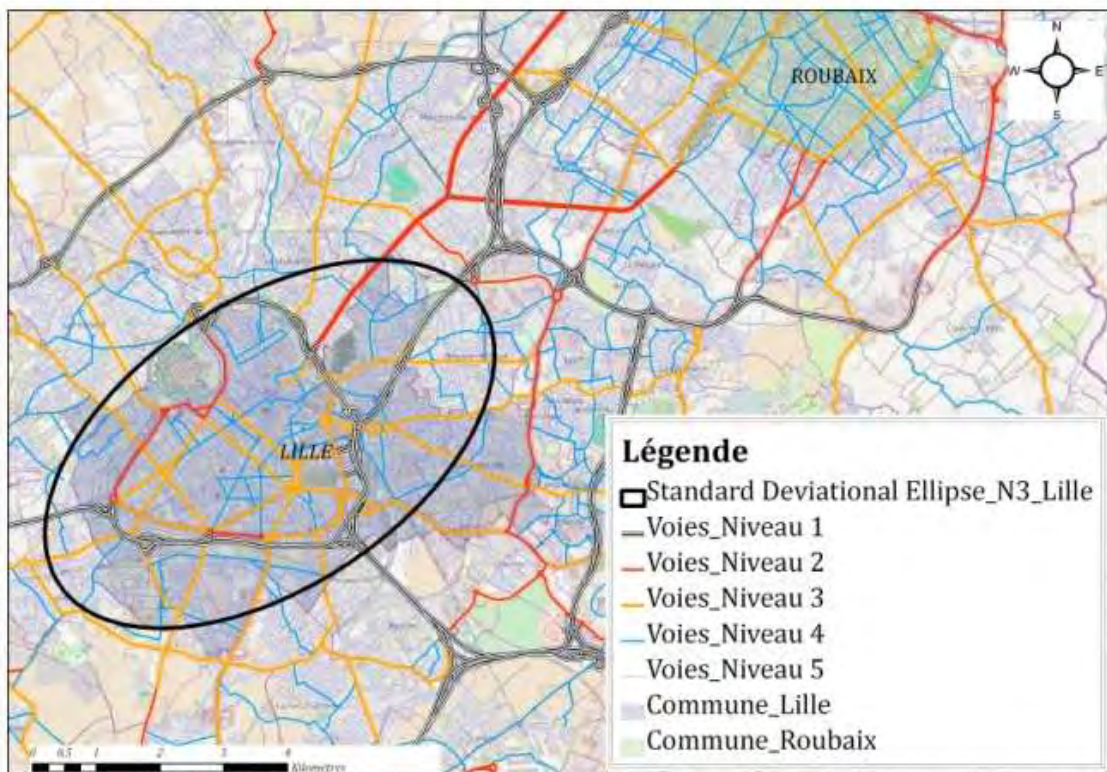 N
W E
S
ROUBAIX
LILLE
Légende
Standard Deviational Ellipse_N3_Lille
Voies_Niveau 1
Voies_Niveau 2
Voies_Niveau 3
Voies_Niveau 4
Voies_Niveau 5
Commune_Lille
Commune_Roubaix
0 0,5 1 2 3 4
Kilomètres